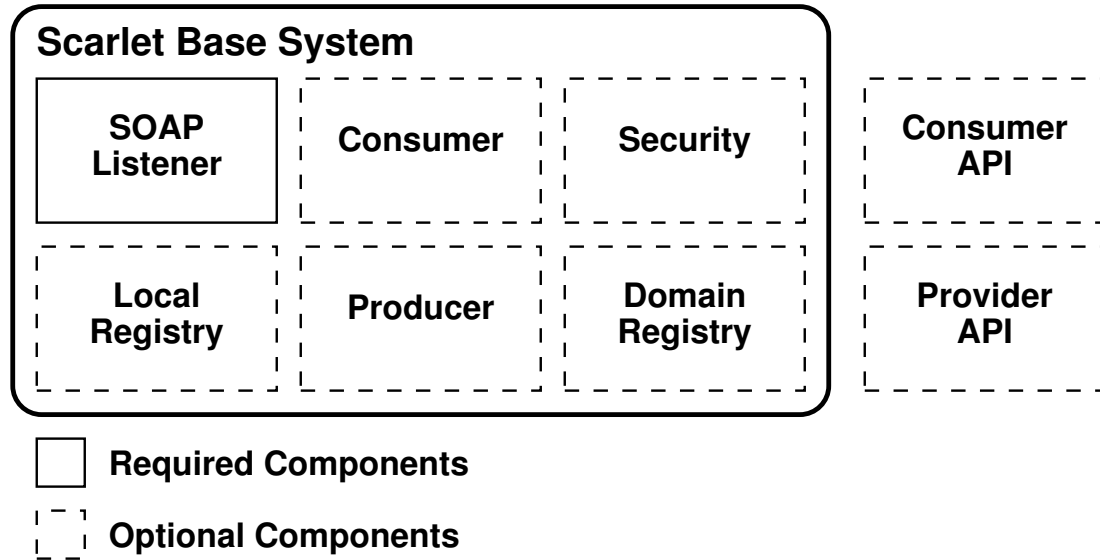 Scarlet Base System
SOAP
Listener
Consumer
Security
Consumer
API
Local
Registry
Producer
Domain
Registry
Provider
API
Required Components
Optional Components